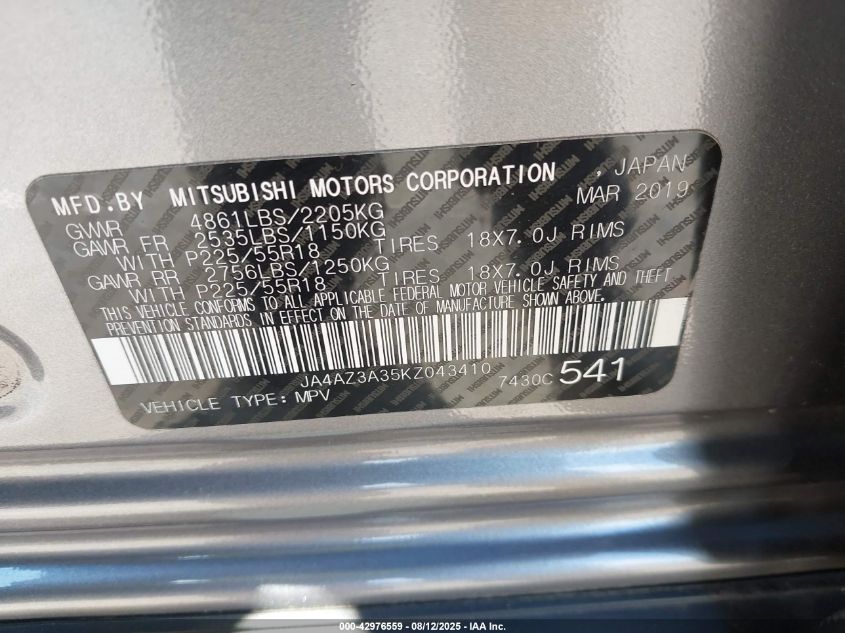 MFD.BY MITSUBISHI MOTORS CORPORATION , JAPAN
GVWR 4861LBS/2205KG MAR 2019
GAWR FR 2535LBS/1150KG
WITH P225/55R18 TIRES 18X7.0J RIMS
GAWR RR 2756LBS/1250KG
WITH P225/55R18 TIRES 18X7.0J RIMS
THIS VEHICLE CONFORMS TO ALL APPLICABLE FEDERAL MOTOR VEHICLE SAFETY AND THEFT
PREVENTION STANDARDS IN EFFECT ON THE DATE OF MANUFACTURE SHOWN ABOVE.
JA4AZ3A35KZ043410 7430C 541
VEHICLE TYPE: MPV
000-42976559 - 08/12/2025 - IAA Inc.